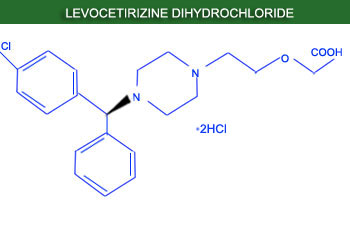 LEVOCETIRIZINE DIHYDROCHLORIDE
Cl
COOH
O
N
N
•2HCl